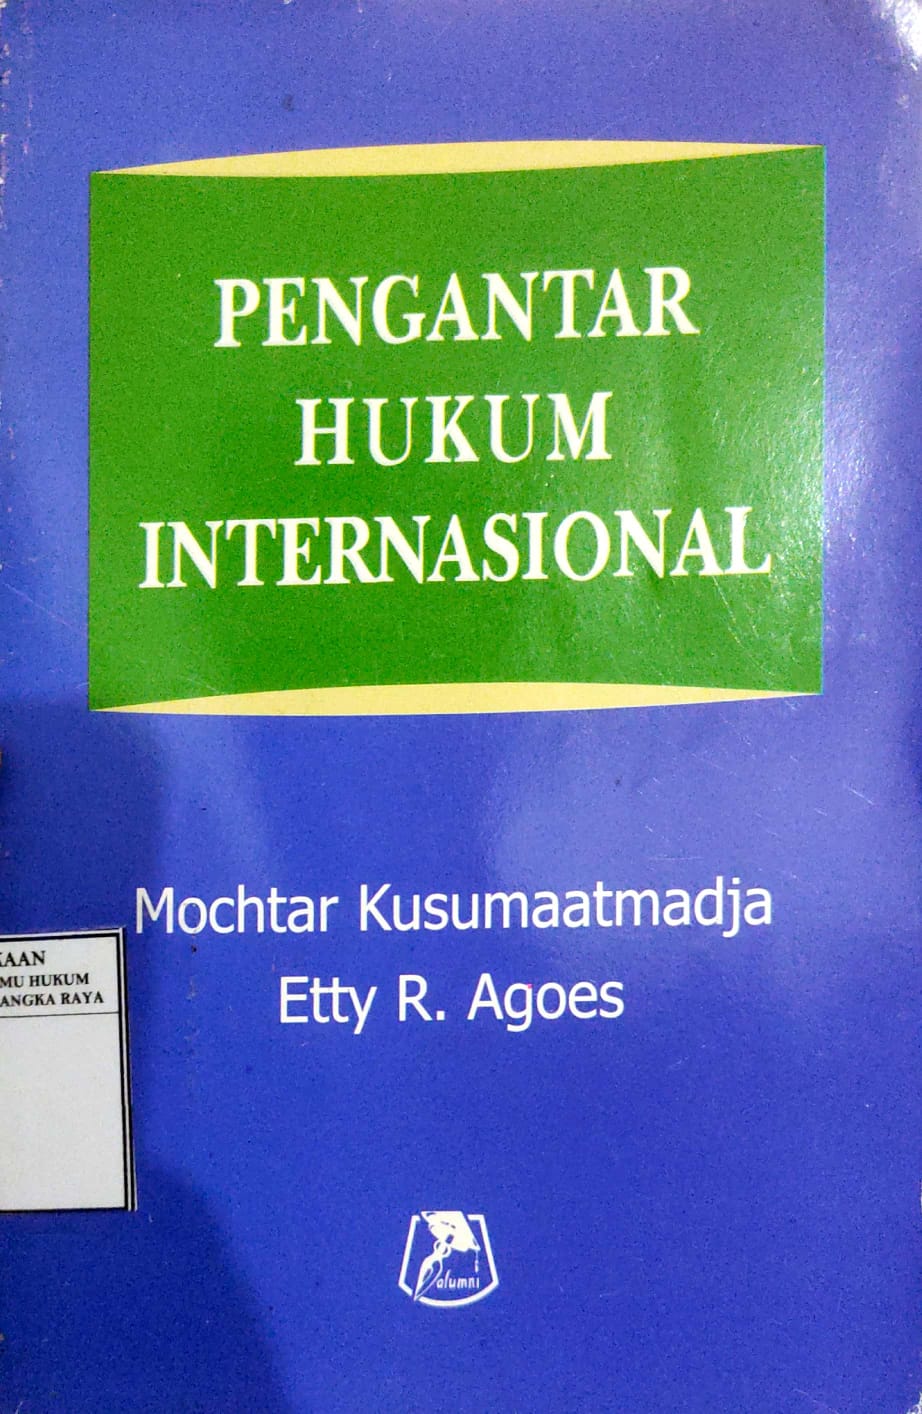 PENGANTAR
HUKUM
INTERNASIONAL
Mochtar Kusumaatmadja
Etty R. Agoes
KAAN
MU HUKUM
ANGKA RAYA
alumni